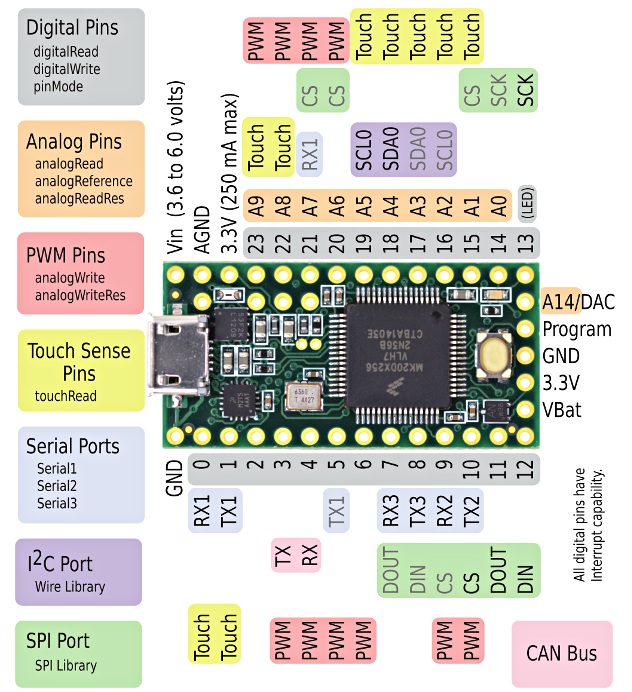 Digital Pins
digitalRead
digitalWrite
pinMode
Analog Pins
analogRead
analogReference
analogReadRes
PWM Pins
analogWrite
analogWriteRes
Touch Sense
Pins
touchRead
Serial Ports
Serial1
Serial2
Serial3
I2C Port
Wire Library
SPI Port
SPI Library
PWM PWM PWM PWM Touch Touch Touch Touch Touch
CS CS CS SCK SCK
Touch Touch RX1 SCL0 SDA0 SDA0 SCL0
A9 A8 A7 A6 A5 A4 A3 A2 A1 A0 (LED)
Vin (3.6 to 6.0 volts)
AGND
3.3V (250 mA max)
23 22 21 20 19 18 17 16 15 14 13
A14/DAC
Program
GND
3.3V
VBat
MK20DX256
VLH7
2N36B
CTBA1403E
GND 0 1 2 3 4 5 6 7 8 9 10 11 12
RX1 TX1 TX1 RX3 TX3 RX2 TX2
TX RX DOUT DIN CS CS DOUT DIN
Touch Touch PWM PWM PWM PWM PWM PWM
All digital pins have
Interrupt capability.
CAN Bus